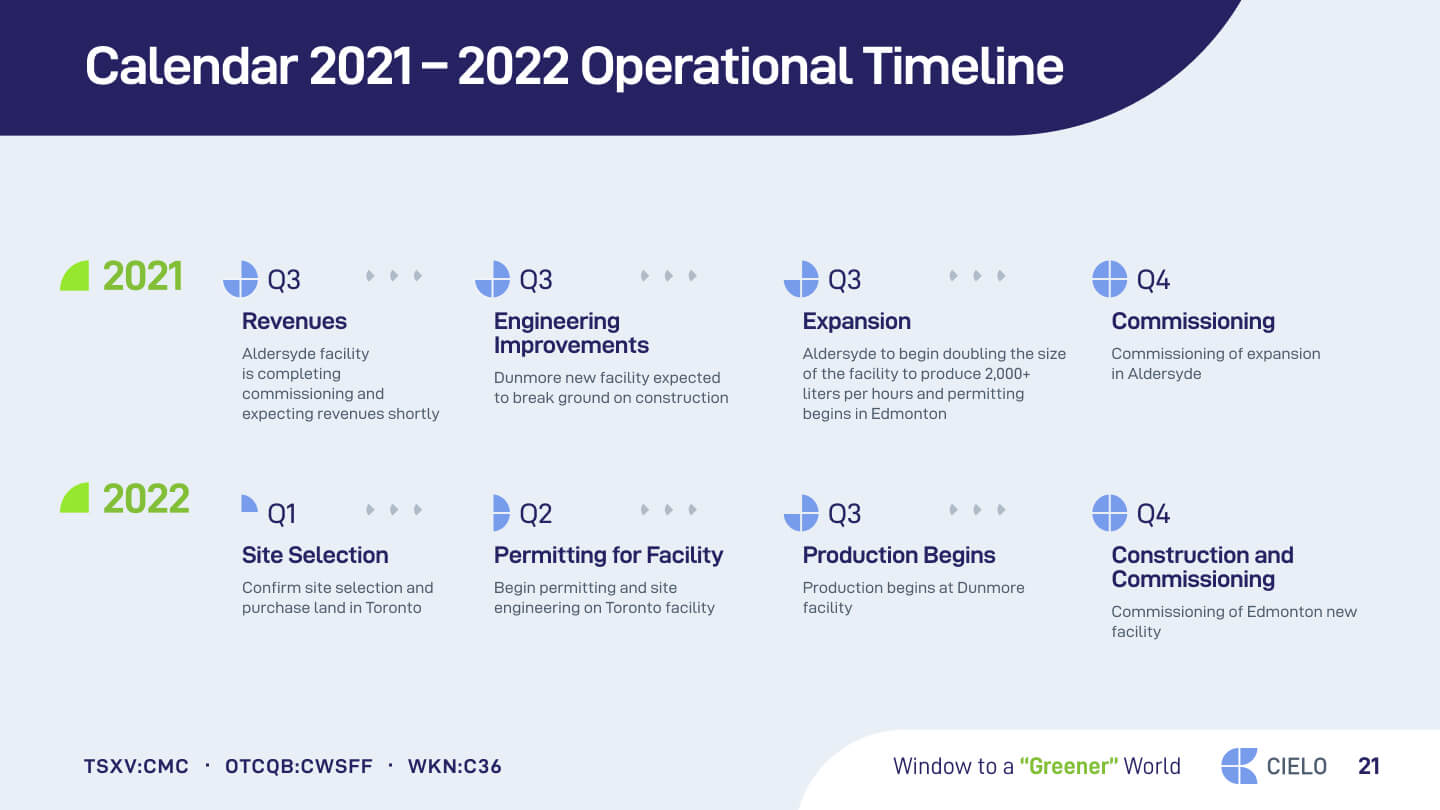 Calendar 2021 – 2022 Operational Timeline
2021
Q3
Revenues
Aldersyde facility
is completing
commissioning and
expecting revenues shortly
Q3
Engineering
Improvements
Dunmore new facility expected
to break ground on construction
Q3
Expansion
Aldersyde to begin doubling the size
of the facility to produce 2,000+
liters per hours and permitting
begins in Edmonton
Q4
Commissioning
Commissioning of expansion
in Aldersyde
2022
Q1
Site Selection
Confirm site selection and
purchase land in Toronto
Q2
Permitting for Facility
Begin permitting and site
engineering on Toronto facility
Q3
Production Begins
Production begins at Dunmore
facility
Q4
Construction and
Commissioning
Commissioning of Edmonton new
facility
TSXV:CMC · OTCQB:CWSFF · WKN:C36
Window to a “Greener” World
CIELO
21